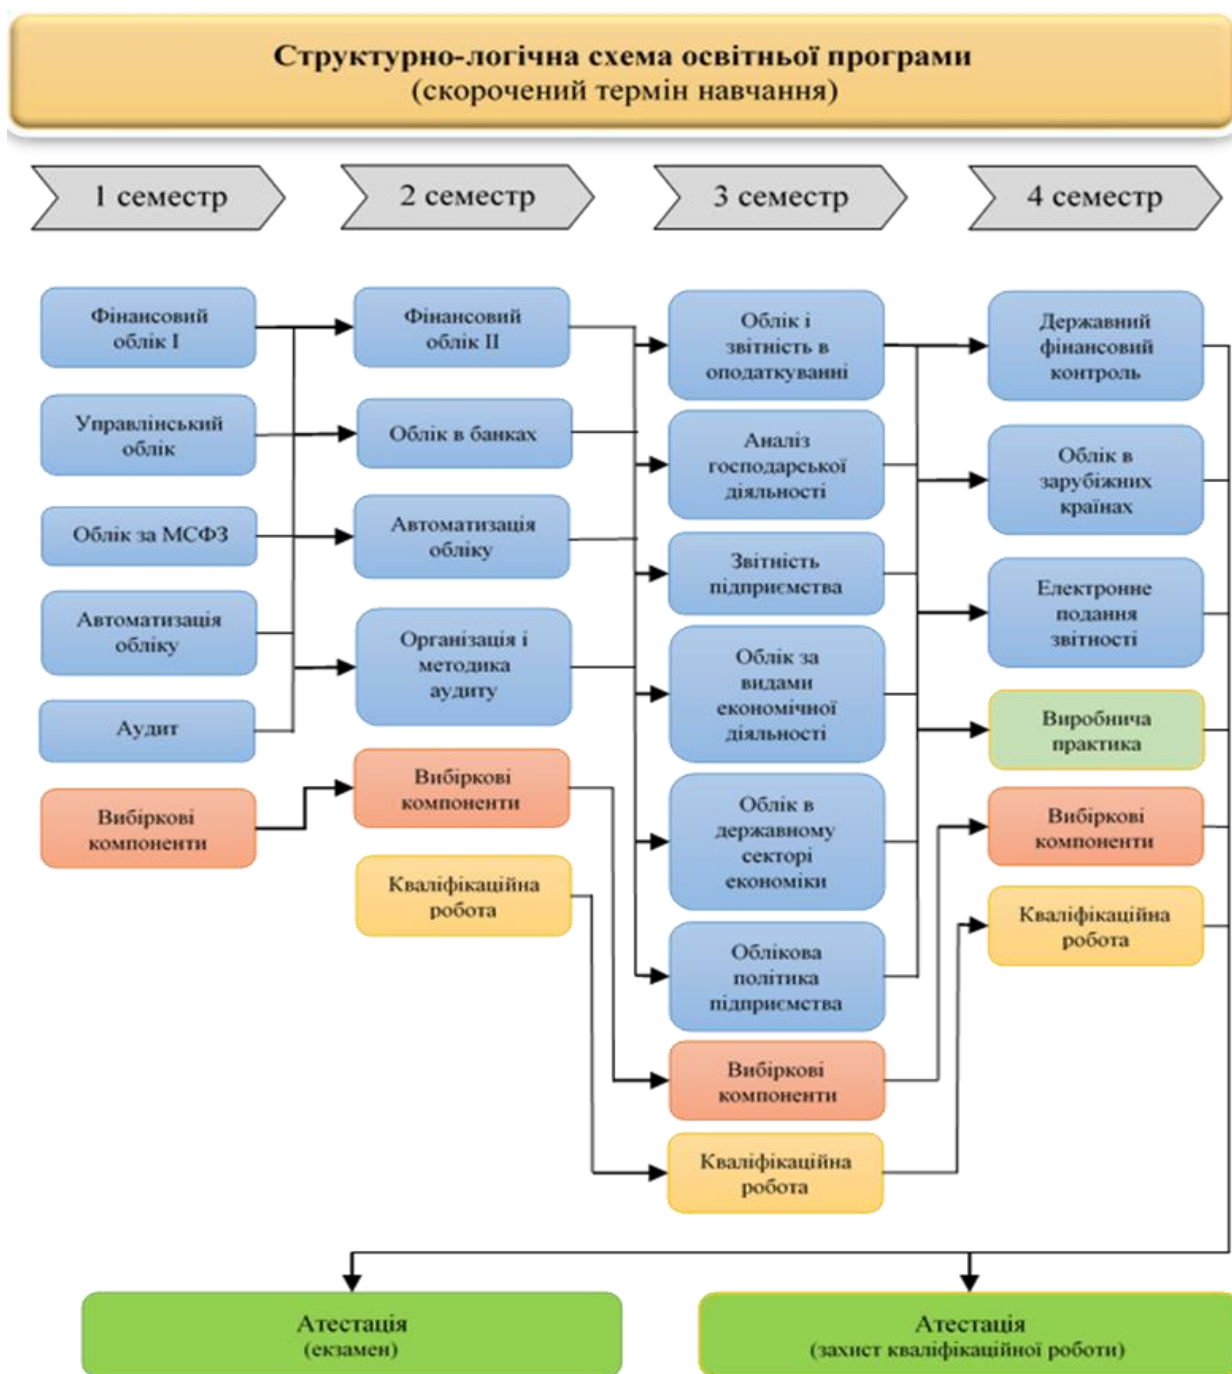 Структурно-логічна схема освітньої програми
(скорочений термін навчання)
1 семестр
2 семестр
3 семестр
4 семестр
Фінансовий
облік I
Управлінський
облік
Облік за МСФЗ
Автоматизація
обліку
Аудит
Вибіркові
компоненти
Фінансовий
облік II
Облік в банках
Автоматизація
обліку
Організація і
методика
аудиту
Вибіркові
компоненти
Кваліфікаційна
робота
Облік і
звітність в
оподаткуванні
Аналіз
господарської
діяльності
Звітність
підприємства
Облік за
видами
економічної
діяльності
Облік в
державному
секторі
економіки
Облікова
політика
підприємства
Вибіркові
компоненти
Кваліфікаційна
робота
Державний
фінансовий
контроль
Облік в
зарубіжних
країнах
Електронне
подання
звітності
Виробнича
практика
Вибіркові
компоненти
Кваліфікаційна
робота
Атестація
(екзамен)
Атестація
(захист кваліфікаційної роботи)